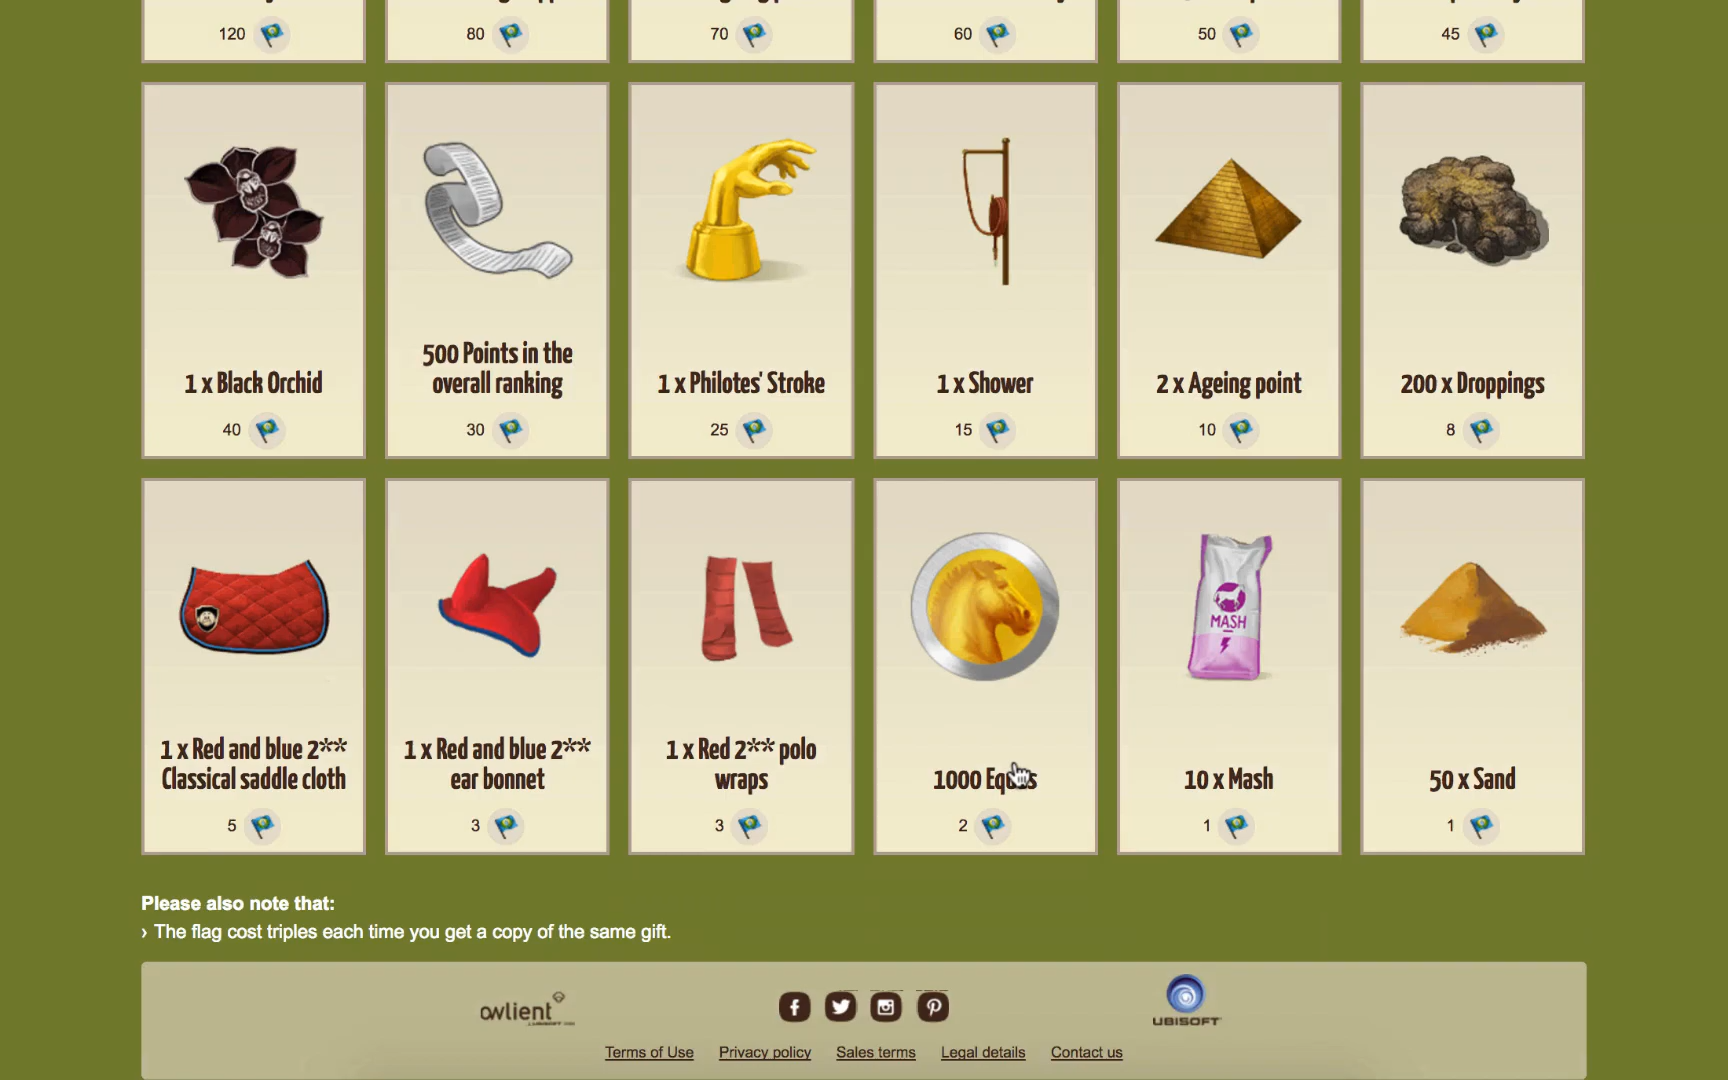 120
80
70
60
50
45
1 x Black Orchid
40
500 Points in the
overall ranking
30
1 x Philotes' Stroke
25
1 x Shower
15
2 x Ageing point
10
200 x Droppings
8
MASH
1 x Red and blue 2**
Classical saddle cloth
5
1 x Red and blue 2**
ear bonnet
3
1 x Red 2** polo
wraps
3
1000 Equus
2
10 x Mash
1
50 x Sand
1
Please also note that:
› The flag cost triples each time you get a copy of the same gift.
owlient
UBISOFT
Terms of Use Privacy policy Sales terms Legal details Contact us